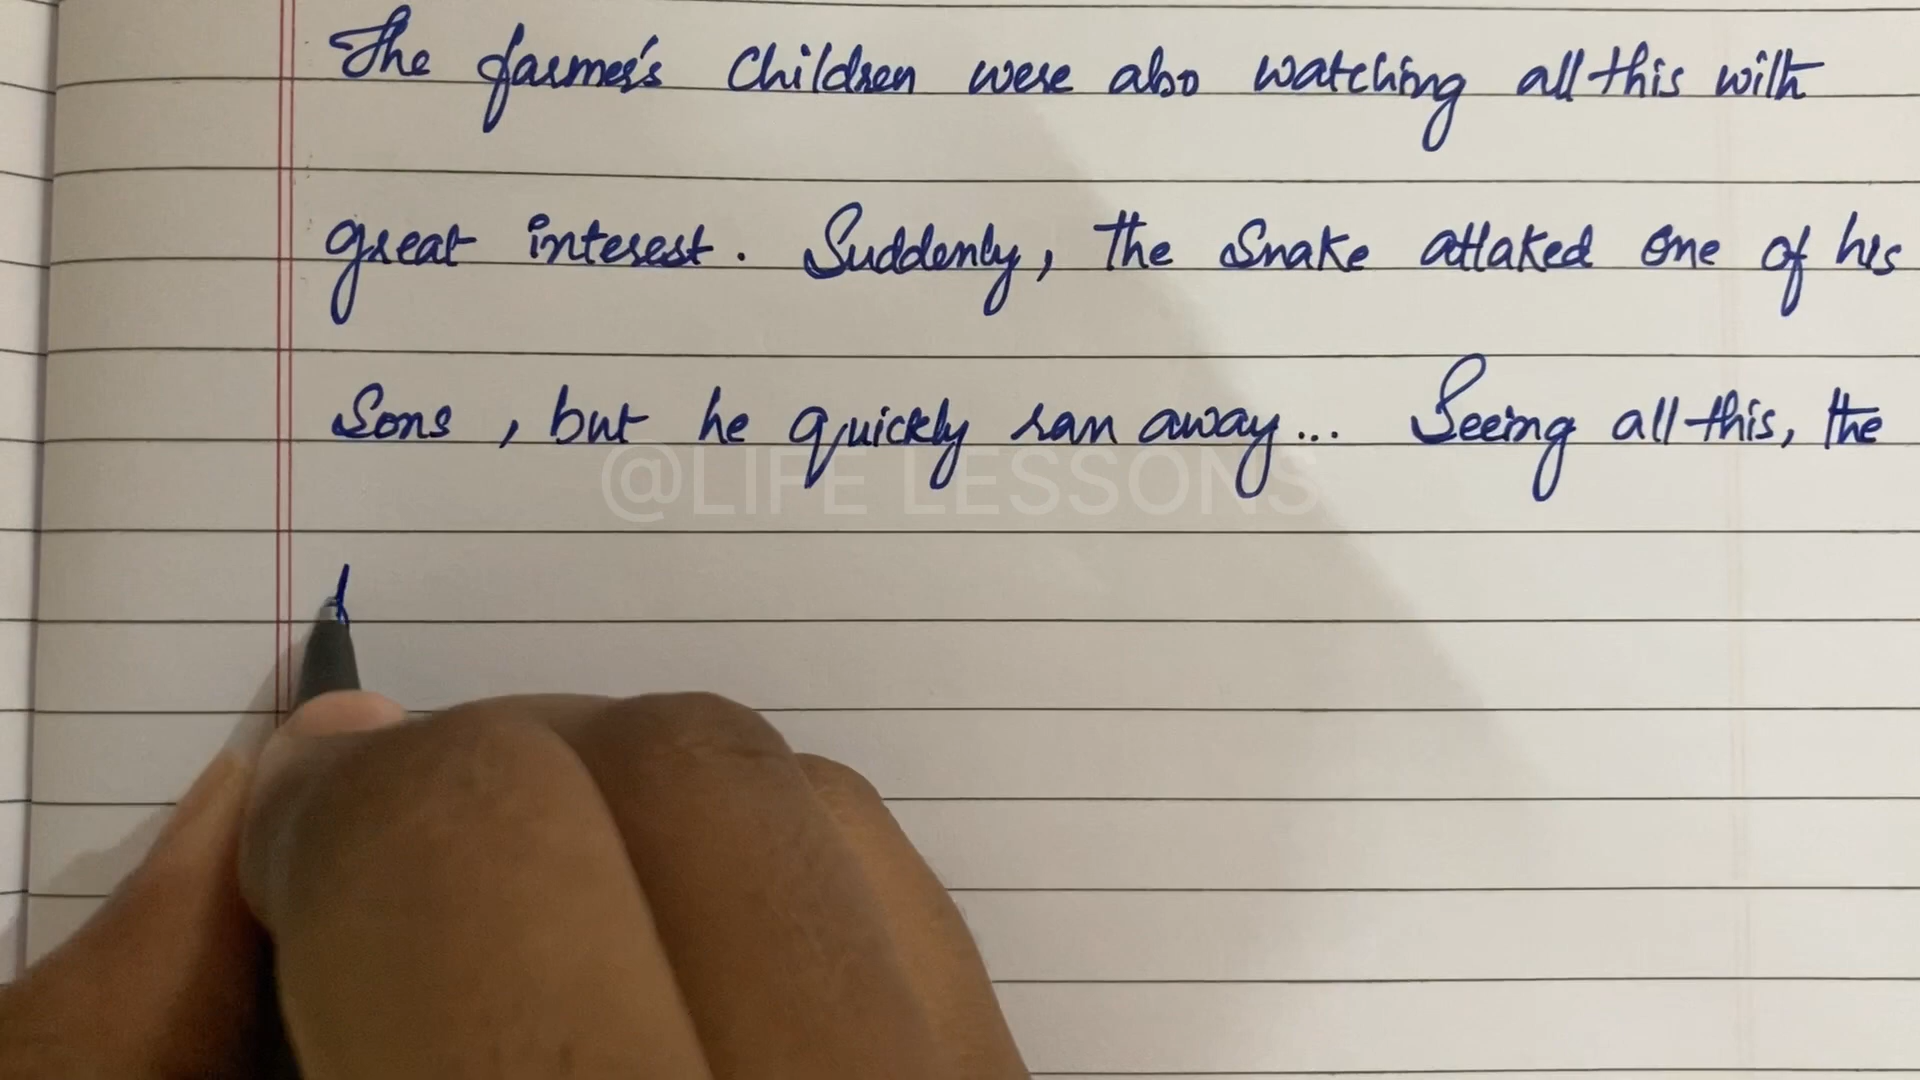 The farmer's Children were also watching all this with
great interest. Suddenly, the Snake attaked one of his
Sons, but he quickly ran away... Seeing all this, the
@LIFE LESSONS